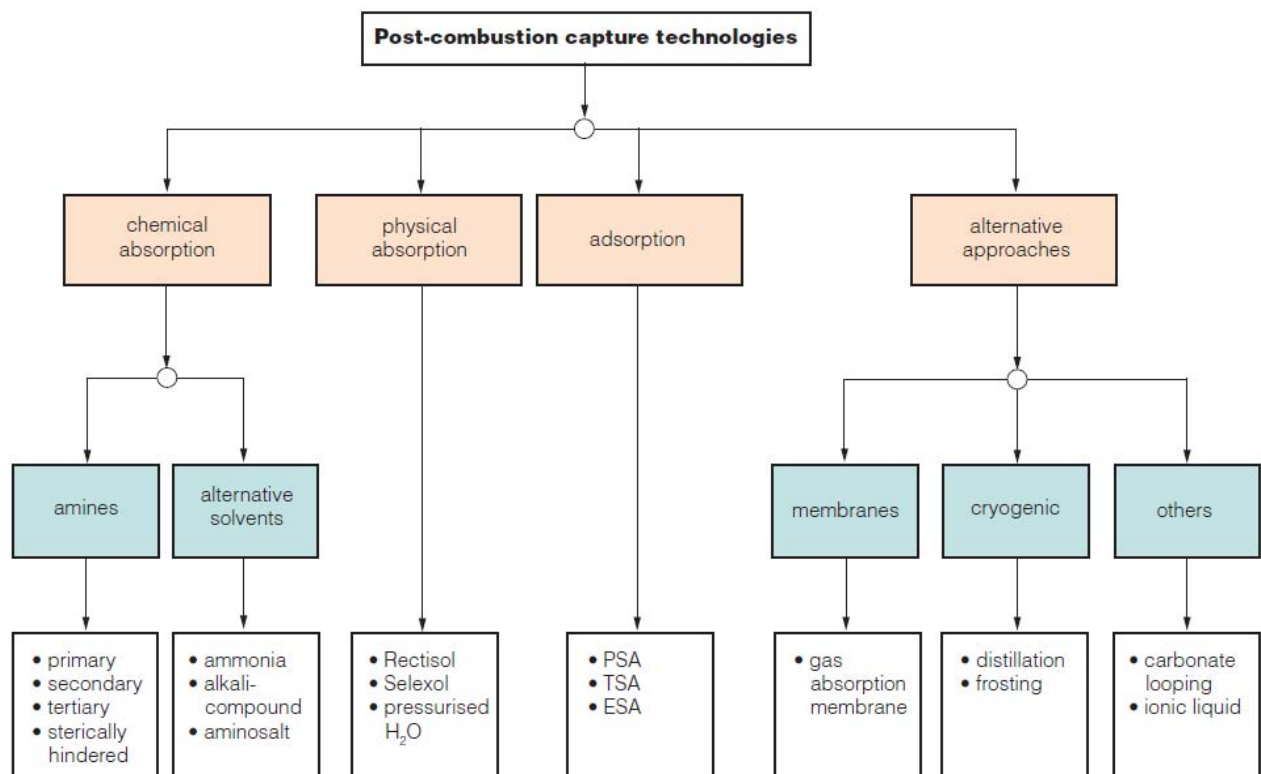 Post-combustion capture technologies
chemical
absorption
physical
absorption
adsorption
alternative
approaches
amines
alternative
solvents
membranes
cryogenic
others
• primary
• secondary
• tertiary
• sterically
hindered
• ammonia
• alkali-
compound
• aminosalt
• Rectisol
• Selexol
• pressurised
H₂O
• PSA
• TSA
• ESA
• gas
absorption
membrane
• distillation
• frosting
• carbonate
looping
• ionic liquid